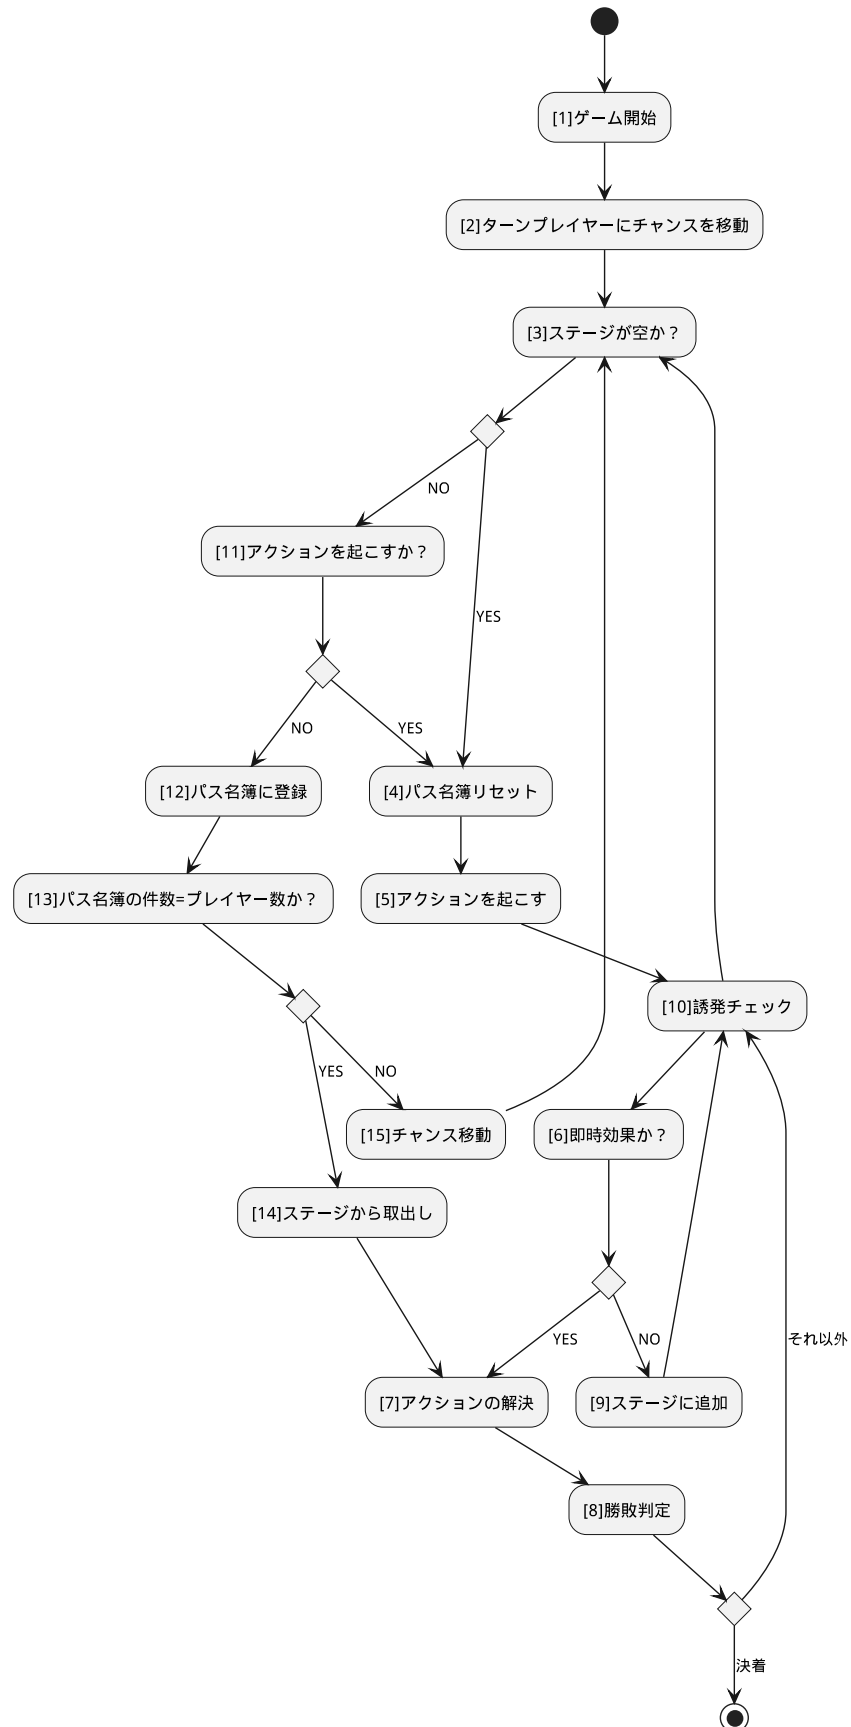 [1]ゲーム開始
[2]ターンプレイヤーにチャンスを移動
[3]ステージが空か？
NO
[11]アクションを起こすか？
YES
NO
YES
[12]パス名簿に登録
[4]パス名簿リセット
[13]パス名簿の件数=プレイヤー数か？
[5]アクションを起こす
[10]誘発チェック
YES
NO
[15]チャンス移動
[6]即時効果か？
[14]ステージから取出し
YES
NO
それ以外
[7]アクションの解決
[9]ステージに追加
[8]勝敗判定
決着